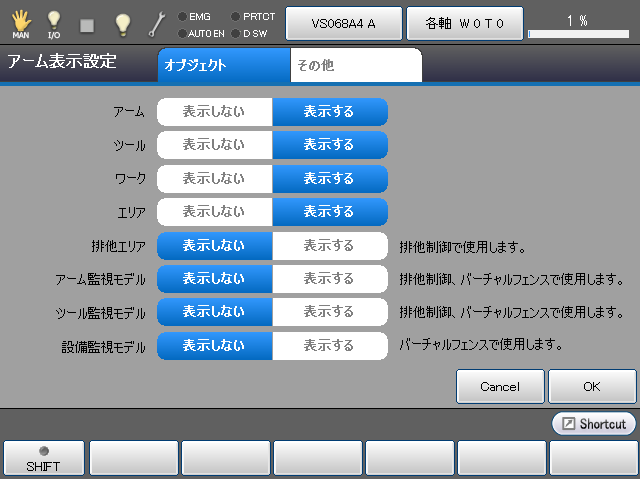 MAN
I/O
EMG
PRTCT
AUTO EN
D SW
VS068A4 A
各軸 W0T0
1 %
アーム表示設定
オブジェクト
その他
アーム 表示しない 表示する
ツール 表示しない 表示する
ワーク 表示しない 表示する
エリア 表示しない 表示する
排他エリア 表示しない 表示する 排他制御で使用します。
アーム監視モデル 表示しない 表示する 排他制御、バーチャルフェンスで使用します。
ツール監視モデル 表示しない 表示する 排他制御、バーチャルフェンスで使用します。
設備監視モデル 表示しない 表示する バーチャルフェンスで使用します。
Cancel
OK
Shortcut
SHIFT